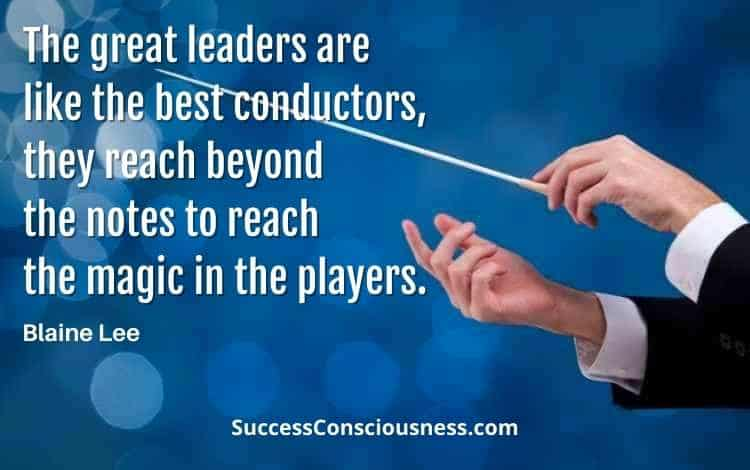 The great leaders are
like the best conductors,
they reach beyond
the notes to reach
the magic in the players.
Blaine Lee
SuccessConsciousness.com